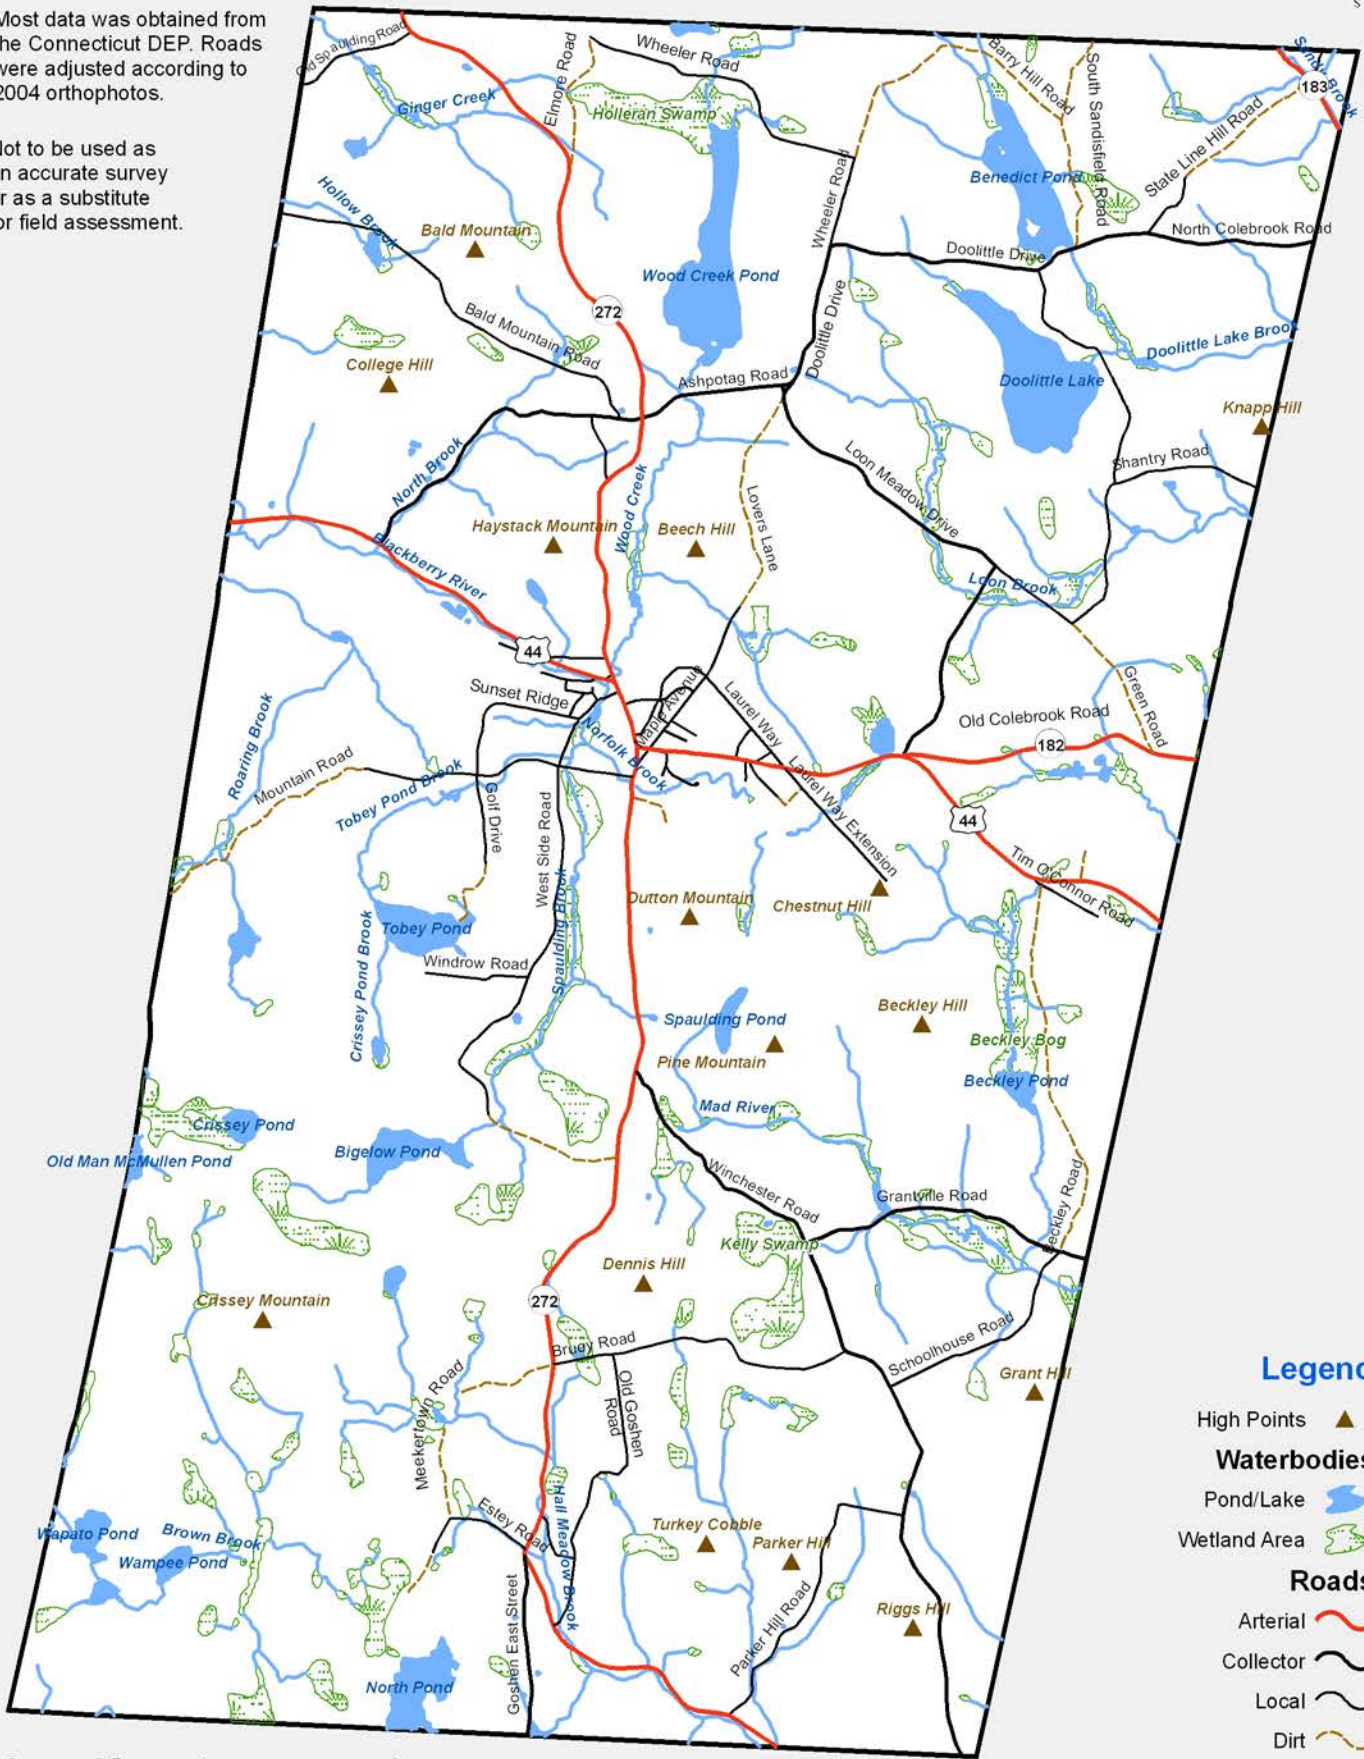 Most data was obtained from
the Connecticut DEP. Roads
were adjusted according to
2004 orthophotos.
Not to be used as
an accurate survey
or as a substitute
for field assessment.
S
Old Spaulding Road
Elmore Road
Wheeler Road
Barry Hill Road
South Sandisfield Road
Sandy Brook
183
Ginger Creek
Holleran Swamp
State Line Hill Road
Hollow Brook
Benedict Pond
Wheeler Road
Bald Mountain
North Colebrook Road
Doolittle Drive
Wood Creek Pond
272
Doolittle Drive
Bald Mountain Road
Doolittle Lake Brook
College Hill
Ashpotag Road
Doolittle Lake
Knapp Hill
North Brook
Loon Meadow Drive
Shantry Road
Wood Creek
Lovers Lane
Haystack Mountain
Beech Hill
Blackberry River
Loon Brook
44
Sunset Ridge
Maple Avenue
Laurel Way
Green Road
Old Colebrook Road
182
Norfolk Brook
Roaring Brook
Mountain Road
Tobey Pond Brook
Golf Drive
West Side Road
Laurel Way Extension
44
Tim O'Connor Road
Dutton Mountain
Chestnut Hill
Tobey Pond
Spaulding Brook
Windrow Road
Crissey Pond Brook
Beckley Hill
Spaulding Pond
Beckley Bog
Pine Mountain
Beckley Pond
Mad River
Crissey Pond
Bigelow Pond
Old Man McMullen Pond
Winchester Road
Grantville Road
Beckley Road
Kelly Swamp
Dennis Hill
Crissey Mountain
272
Bruey Road
Schoolhouse Road
Grant Hill
Old Goshen
Road
Meekertown Road
Hall Meadow Brook
Estey Road
Turkey Cobble
Parker Hill
Wapato Pond
Brown Brook
Wampee Pond
Goshen East Street
Parker Hill Road
Riggs Hill
North Pond
Legend
High Points
Waterbodies
Pond/Lake
Wetland Area
Roads
Arterial
Collector
Local
Dirt